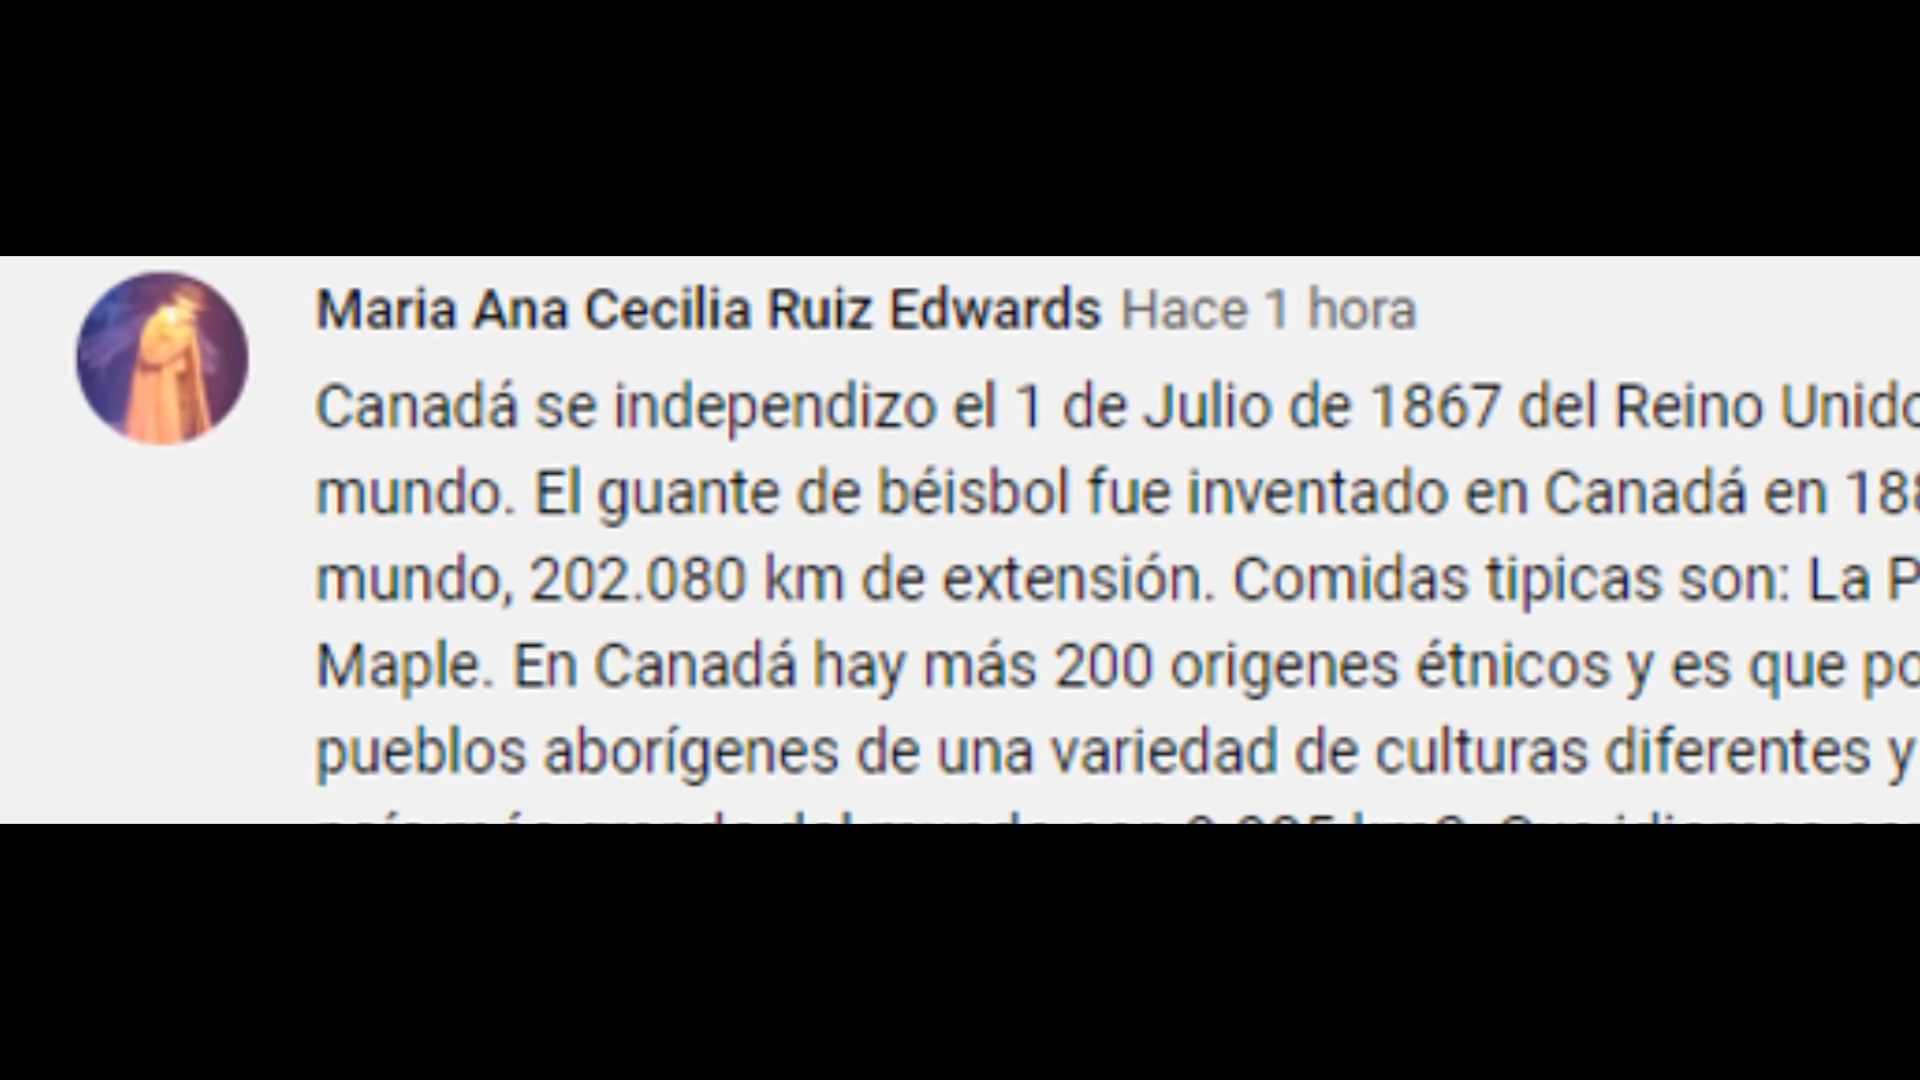 Maria Ana Cecilia Ruiz Edwards Hace 1 hora
Canadá se independizo el 1 de Julio de 1867 del Reino Unido
mundo. El guante de béisbol fue inventado en Canadá en 188
mundo, 202.080 km de extensión. Comidas tipicas son: La P
Maple. En Canadá hay más 200 origenes étnicos y es que po
pueblos aborígenes de una variedad de culturas diferentes y